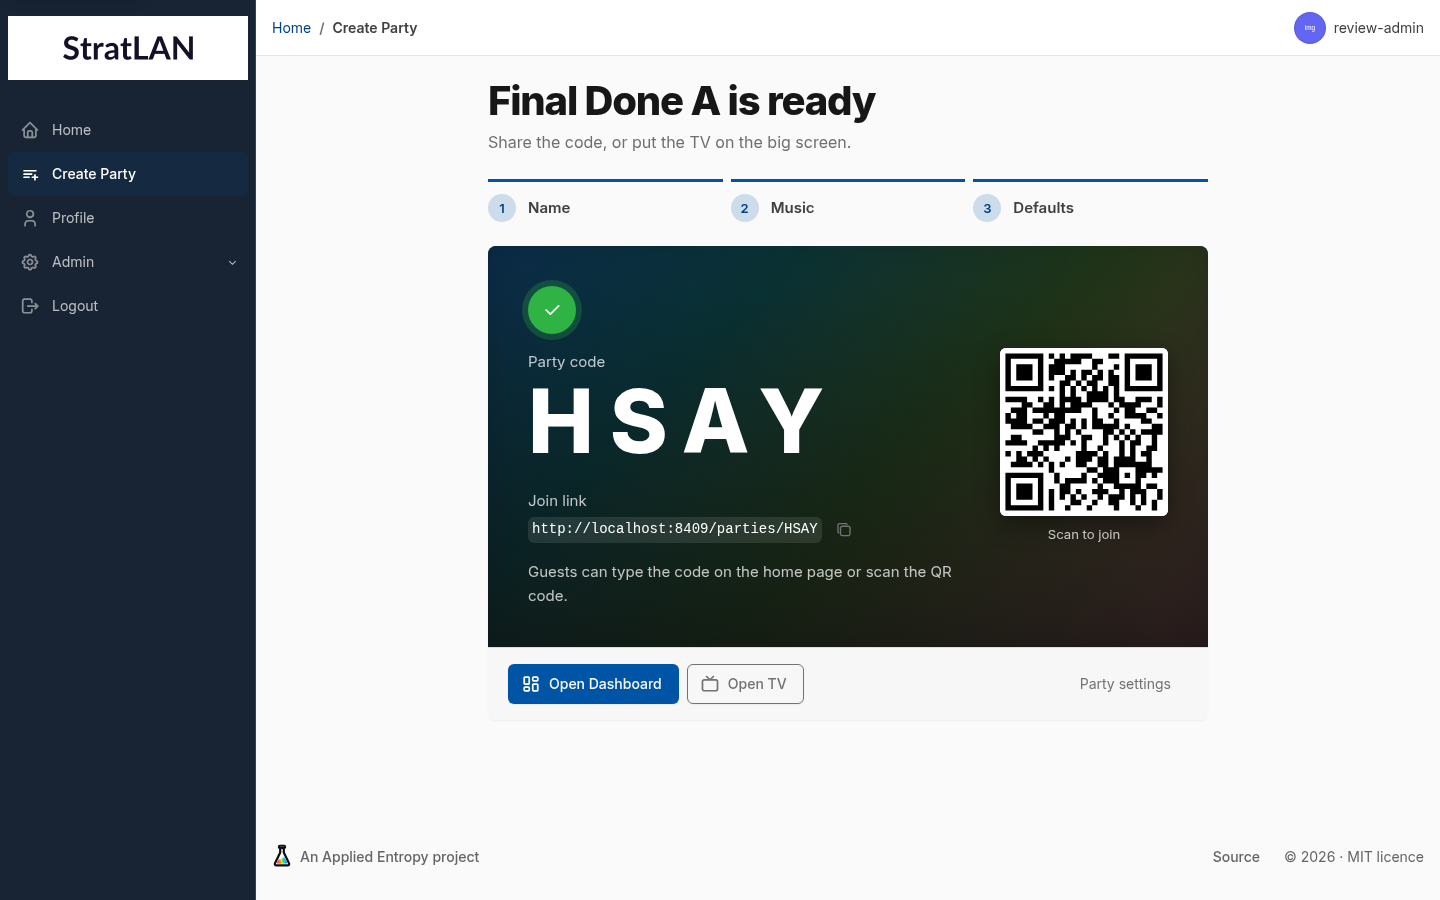 StratLAN
Home / Create Party
review-admin
Home
Create Party
Profile
Admin
Logout
Final Done A is ready
Share the code, or put the TV on the big screen.
1 Name
2 Music
3 Defaults
Party code
HSAY
Join link
http://localhost:8409/parties/HSAY
Guests can type the code on the home page or scan the QR
code.
Scan to join
Open Dashboard
Open TV
Party settings
An Applied Entropy project
Source
© 2026 · MIT licence